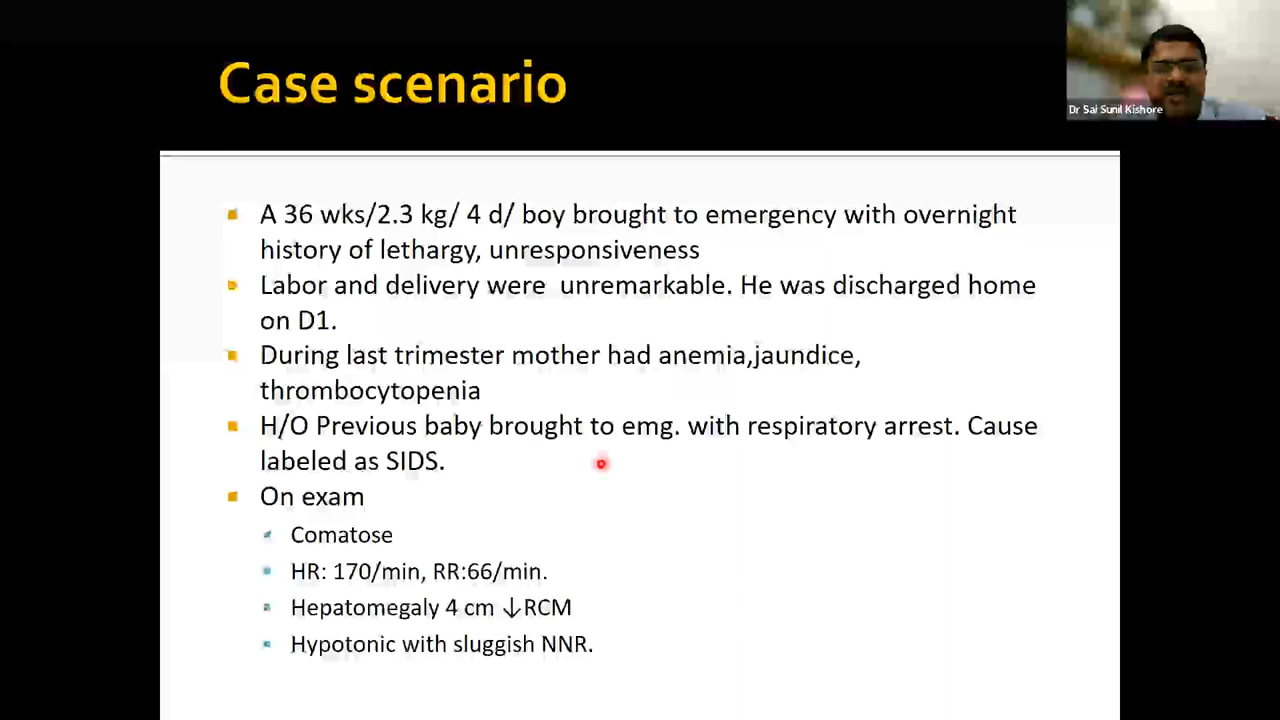 Case scenario
Dr Sai Sunil Kishore
A 36 wks/2.3 kg/ 4 d/ boy brought to emergency with overnight
history of lethargy, unresponsiveness
Labor and delivery were unremarkable. He was discharged home
on D1.
During last trimester mother had anemia,jaundice,
thrombocytopenia
H/O Previous baby brought to emg. with respiratory arrest. Cause
labeled as SIDS.
On exam
Comatose
HR: 170/min, RR:66/min.
Hepatomegaly 4 cm ↓RCM
Hypotonic with sluggish NNR.